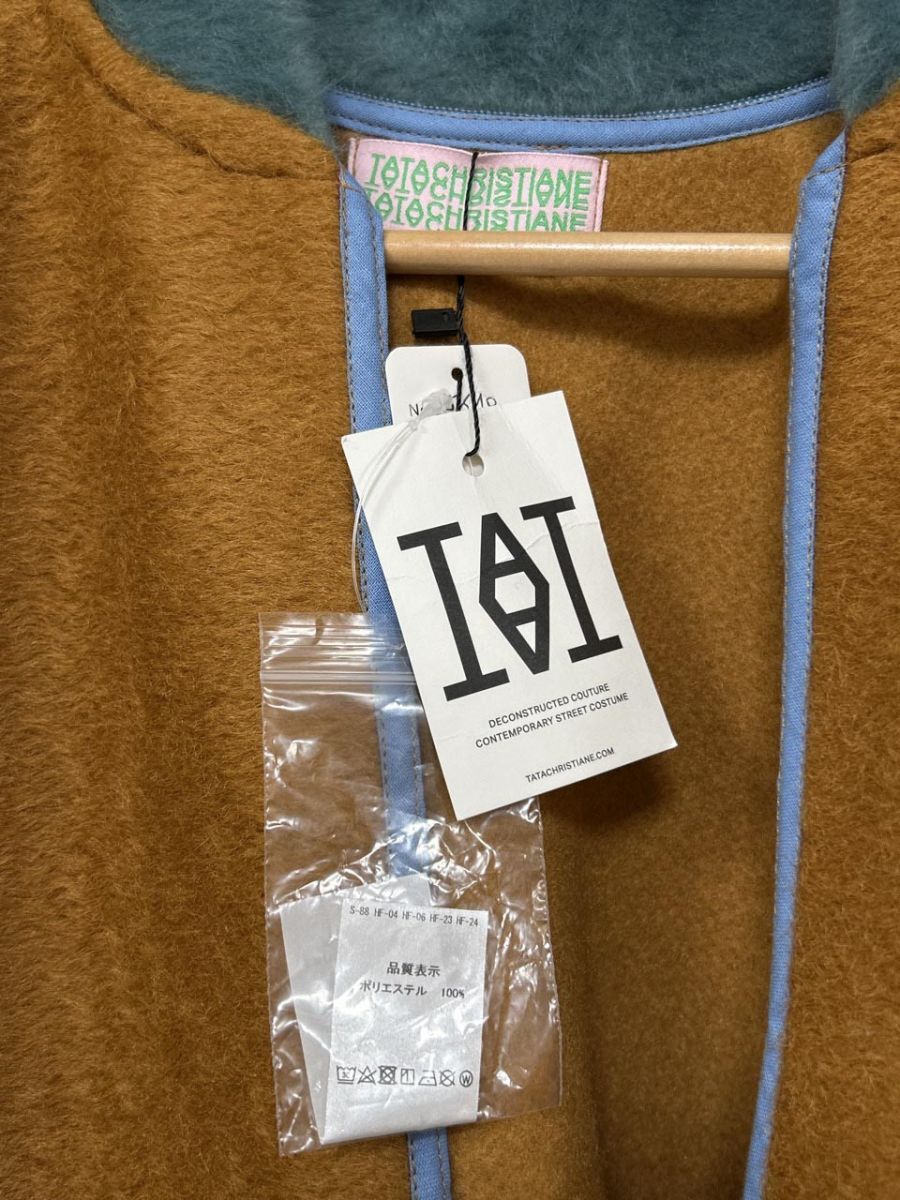 TATACHRISTIANE
TATACHRISTIANE
DECONSTRUCTED COUTURE
CONTEMPORARY STREET COSTUME
TATACHRISTIANE.COM
S-88 HF-04 HF-06 HF-23 HF-24
品質表示
ポリエステル 100%